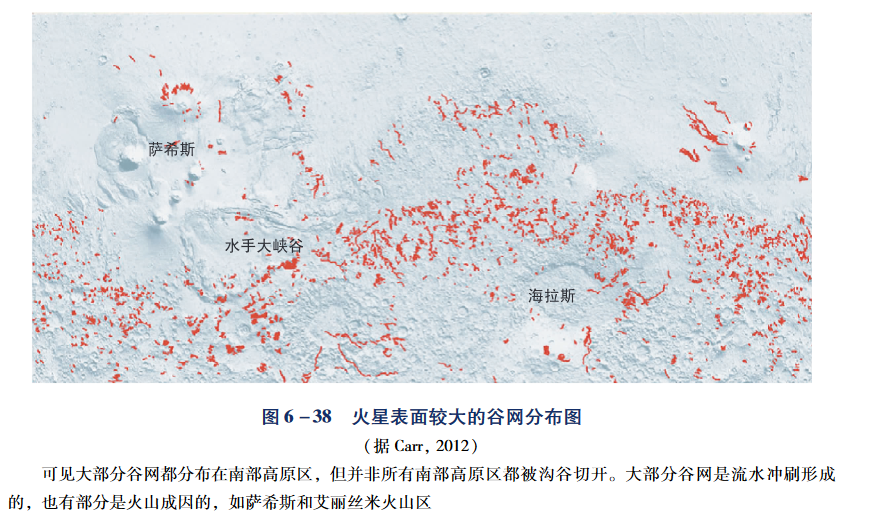 萨希斯
水手大峡谷
海拉斯
图6-38 火星表面较大的谷网分布图
(据 Carr, 2012)
可见大部分谷网都分布在南部高原区，但并非所有南部高原区都被沟谷切开。大部分谷网是流水冲刷形成
的，也有部分是火山成因的，如萨希斯和艾丽丝米火山区